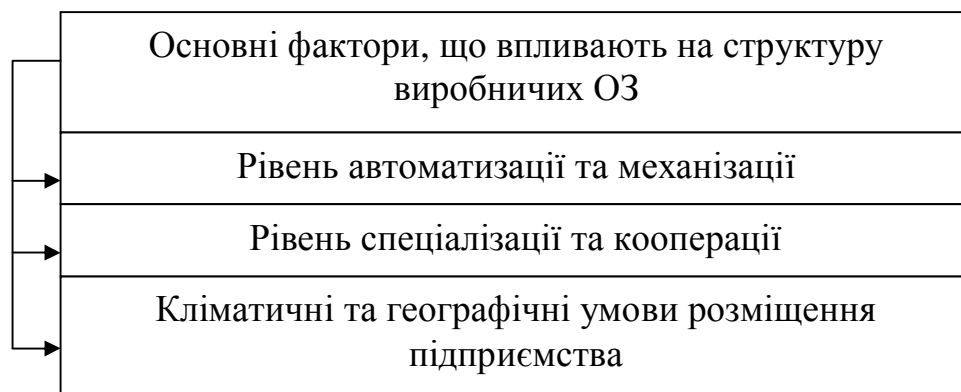 Основні фактори, що впливають на структуру
виробничих ОЗ
Рівень автоматизації та механізації
Рівень спеціалізації та кооперації
Кліматичні та географічні умови розміщення
підприємства